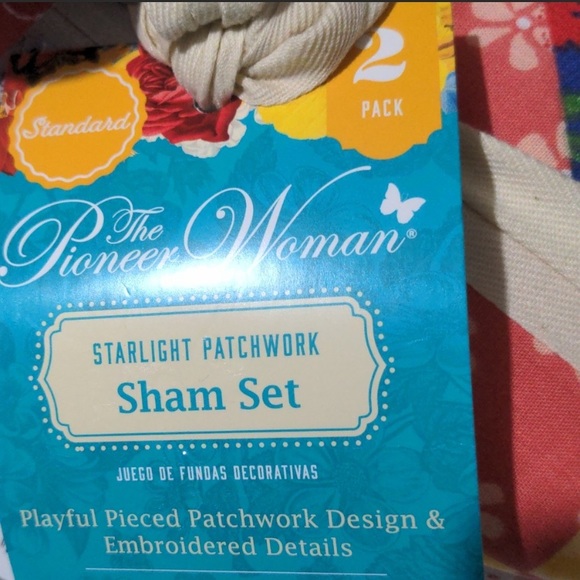 2
PACK
Standard
The
Pioneer Woman®
STARLIGHT PATCHWORK
Sham Set
JUEGO DE FUNDAS DECORATIVAS
Playful Pieced Patchwork Design &
Embroidered Details